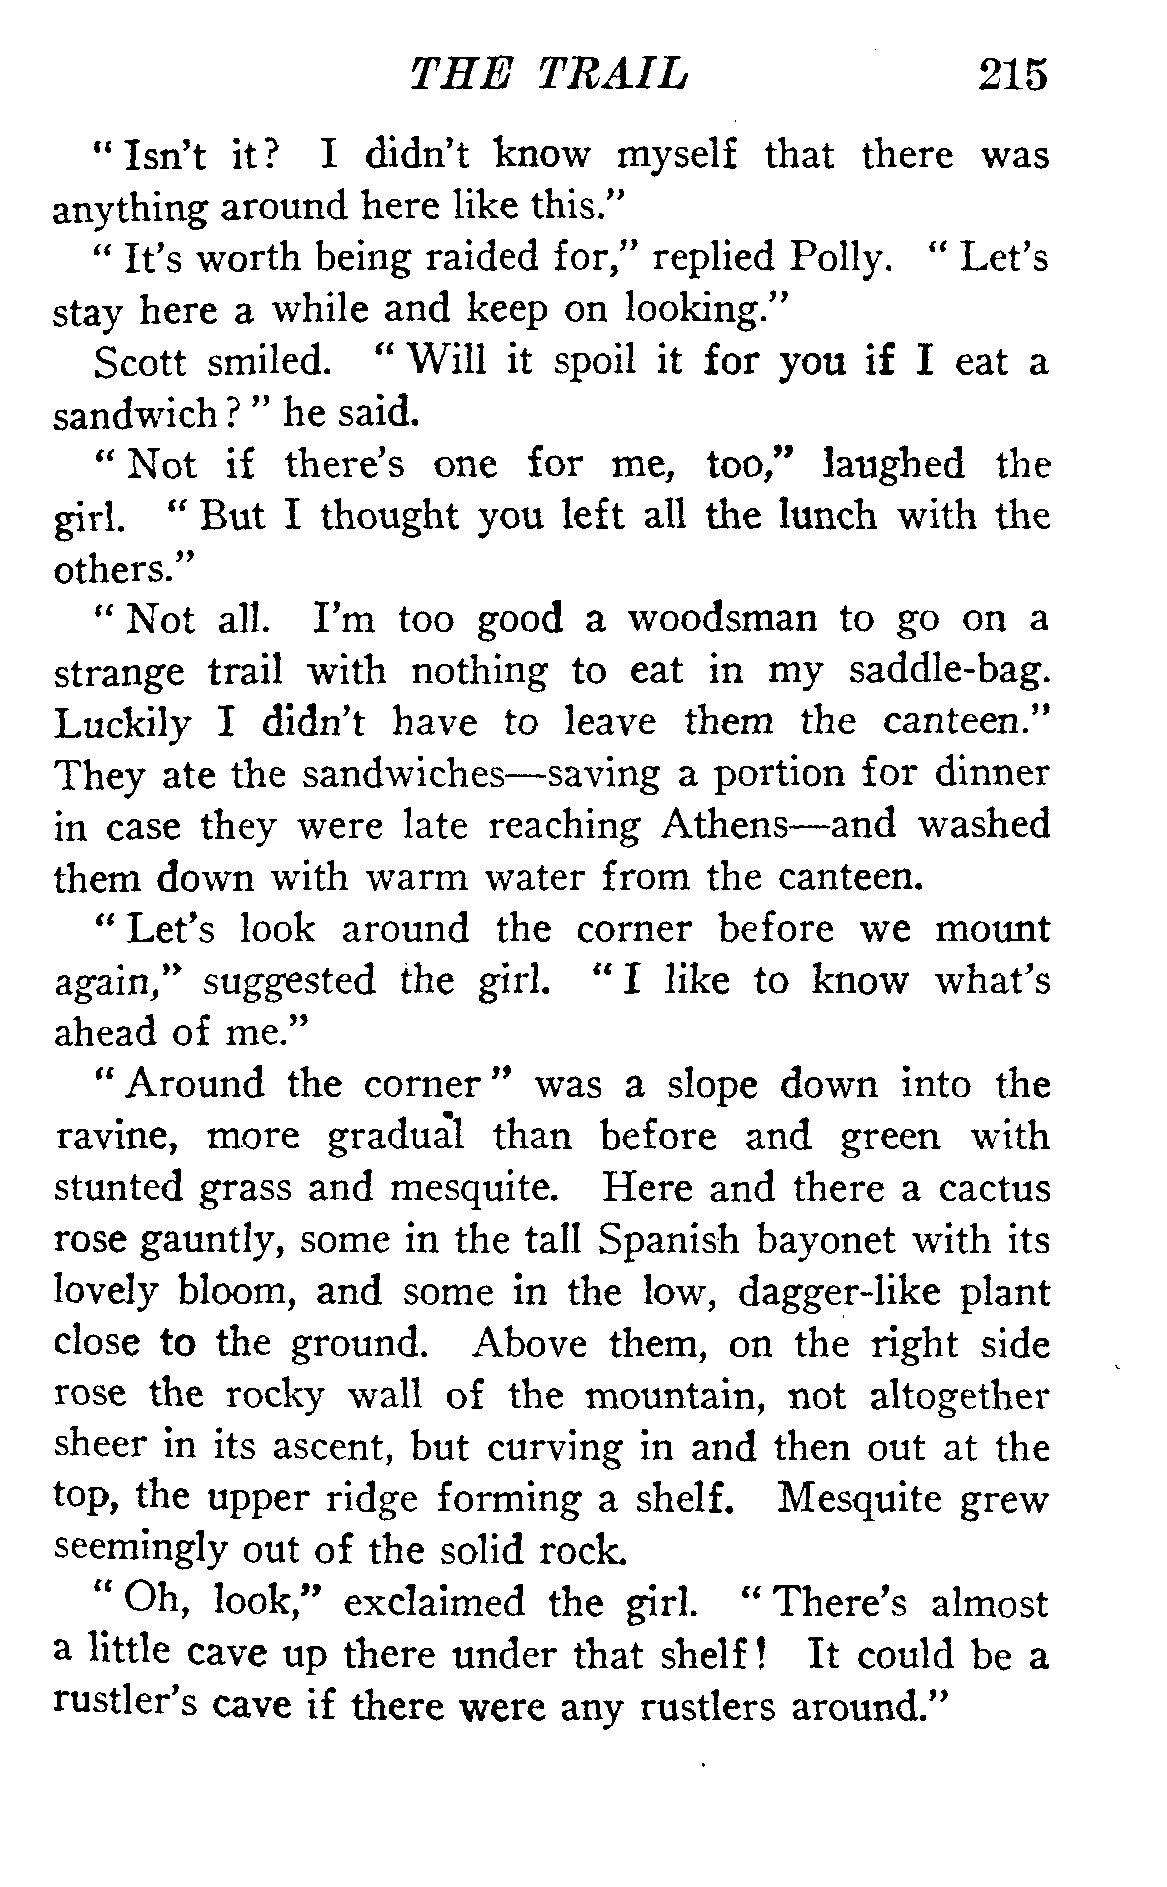 THE TRAIL 215
" Isn't it? I didn't know myself that there was
anything around here like this."
" It's worth being raided for," replied Polly. " Let's
stay here a while and keep on looking."
Scott smiled. " Will it spoil it for you if I eat a
sandwich ? " he said.
" Not if there's one for me, too," laughed the
girl. " But I thought you left all the lunch with the
others."
" Not all. I'm too good a woodsman to go on a
strange trail with nothing to eat in my saddle-bag.
Luckily I didn't have to leave them the canteen."
They ate the sandwiches—saving a portion for dinner
in case they were late reaching Athens—and washed
them down with warm water from the canteen.
" Let's look around the corner before we mount
again," suggested the girl. " I like to know what's
ahead of me."
" Around the corner " was a slope down into the
ravine, more gradual than before and green with
stunted grass and mesquite. Here and there a cactus
rose gauntly, some in the tall Spanish bayonet with its
lovely bloom, and some in the low, dagger-like plant
close to the ground. Above them, on the right side
rose the rocky wall of the mountain, not altogether
sheer in its ascent, but curving in and then out at the
top, the upper ridge forming a shelf. Mesquite grew
seemingly out of the solid rock.
" Oh, look," exclaimed the girl. " There's almost
a little cave up there under that shelf! It could be a
rustler's cave if there were any rustlers around."